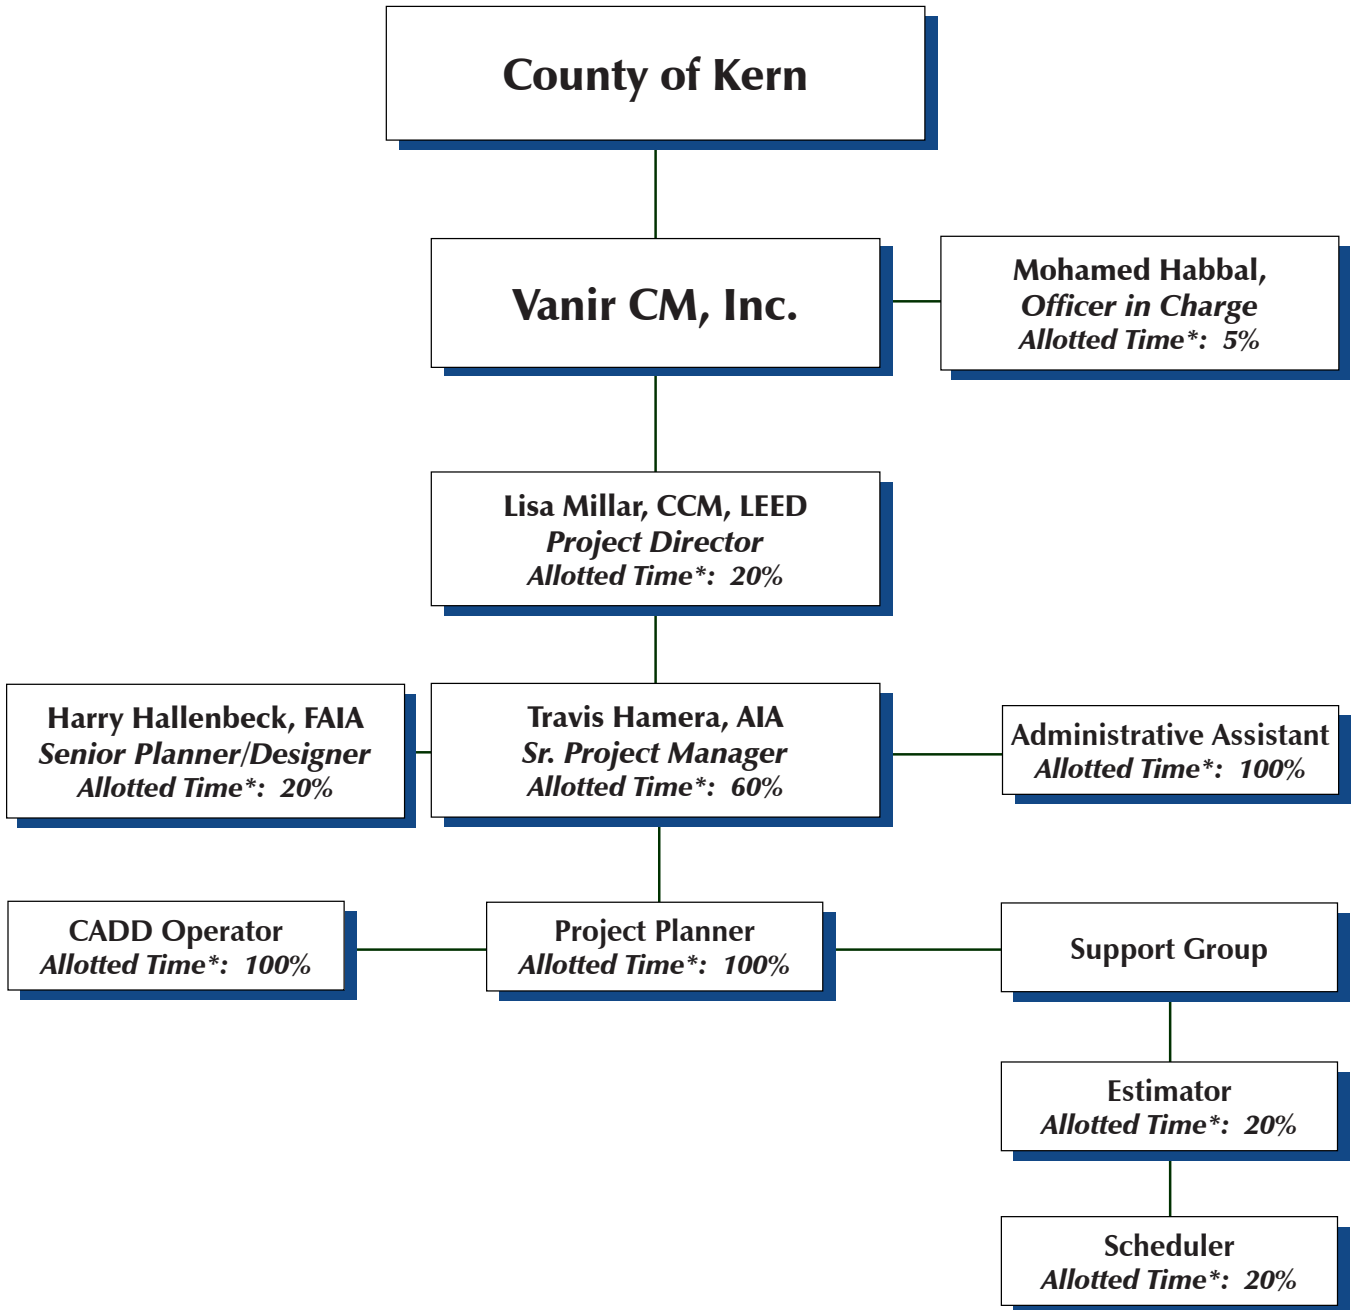 County of Kern
Vanir CM, Inc.
Mohamed Habbal,
Officer in Charge
Allotted Time*: 5%
Lisa Millar, CCM, LEED
Project Director
Allotted Time*: 20%
Harry Hallenbeck, FAIA
Senior Planner/Designer
Allotted Time*: 20%
Travis Hamera, AIA
Sr. Project Manager
Allotted Time*: 60%
Administrative Assistant
Allotted Time*: 100%
CADD Operator
Allotted Time*: 100%
Project Planner
Allotted Time*: 100%
Support Group
Estimator
Allotted Time*: 20%
Scheduler
Allotted Time*: 20%